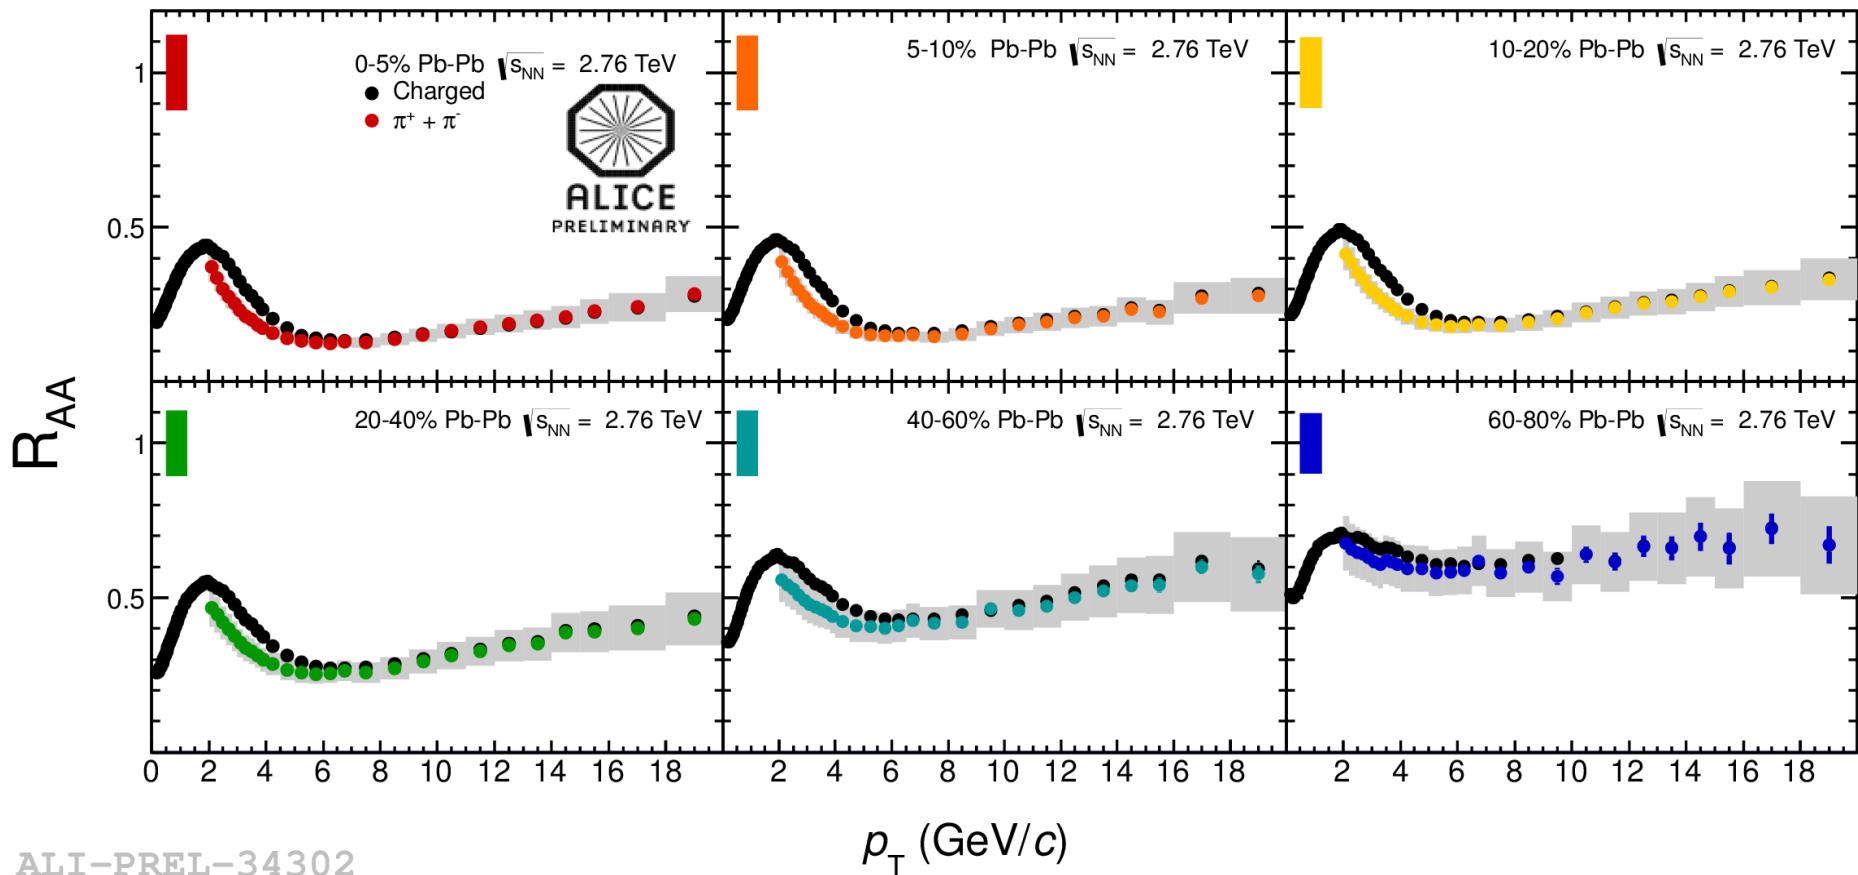 0-5% Pb-Pb √sNN = 2.76 TeV
Charged
π+ + π-
ALICE
PRELIMINARY
5-10% Pb-Pb √sNN = 2.76 TeV
10-20% Pb-Pb √sNN = 2.76 TeV
1
0.5
RAA
20-40% Pb-Pb √sNN = 2.76 TeV
40-60% Pb-Pb √sNN = 2.76 TeV
60-80% Pb-Pb √sNN = 2.76 TeV
1
0.5
0 2 4 6 8 10 12 14 16 18
2 4 6 8 10 12 14 16 18
2 4 6 8 10 12 14 16 18
pT (GeV/c)
ALI-PREL-34302